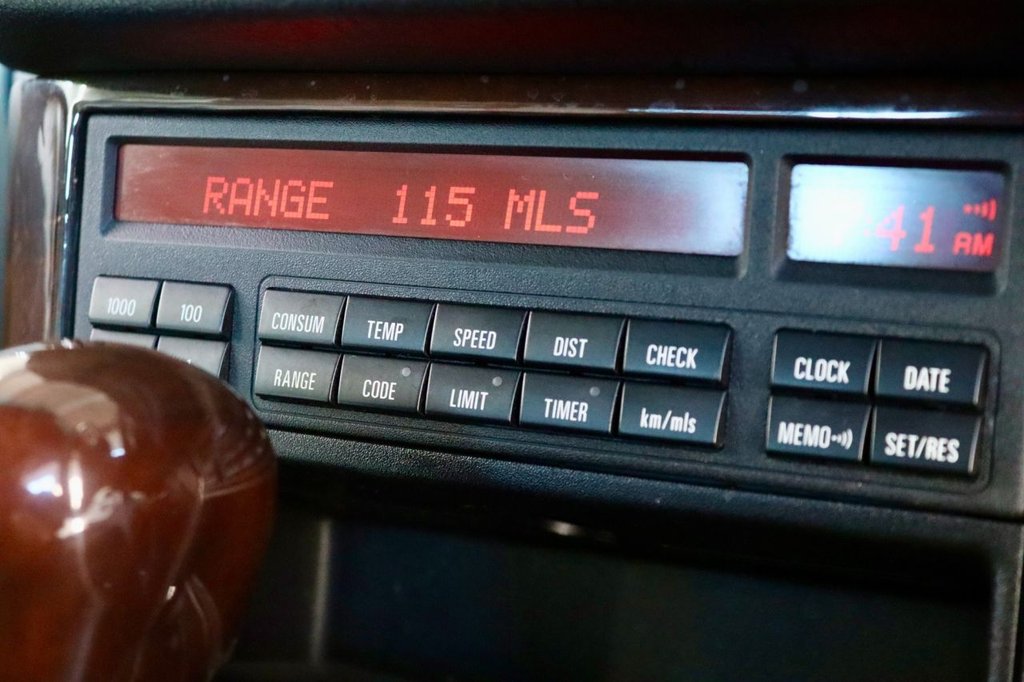 RANGE 115 MLS
:41 AM
1000 100
CONSUM TEMP SPEED DIST CHECK
RANGE CODE LIMIT TIMER km/mls
CLOCK DATE
MEMO SET/RES